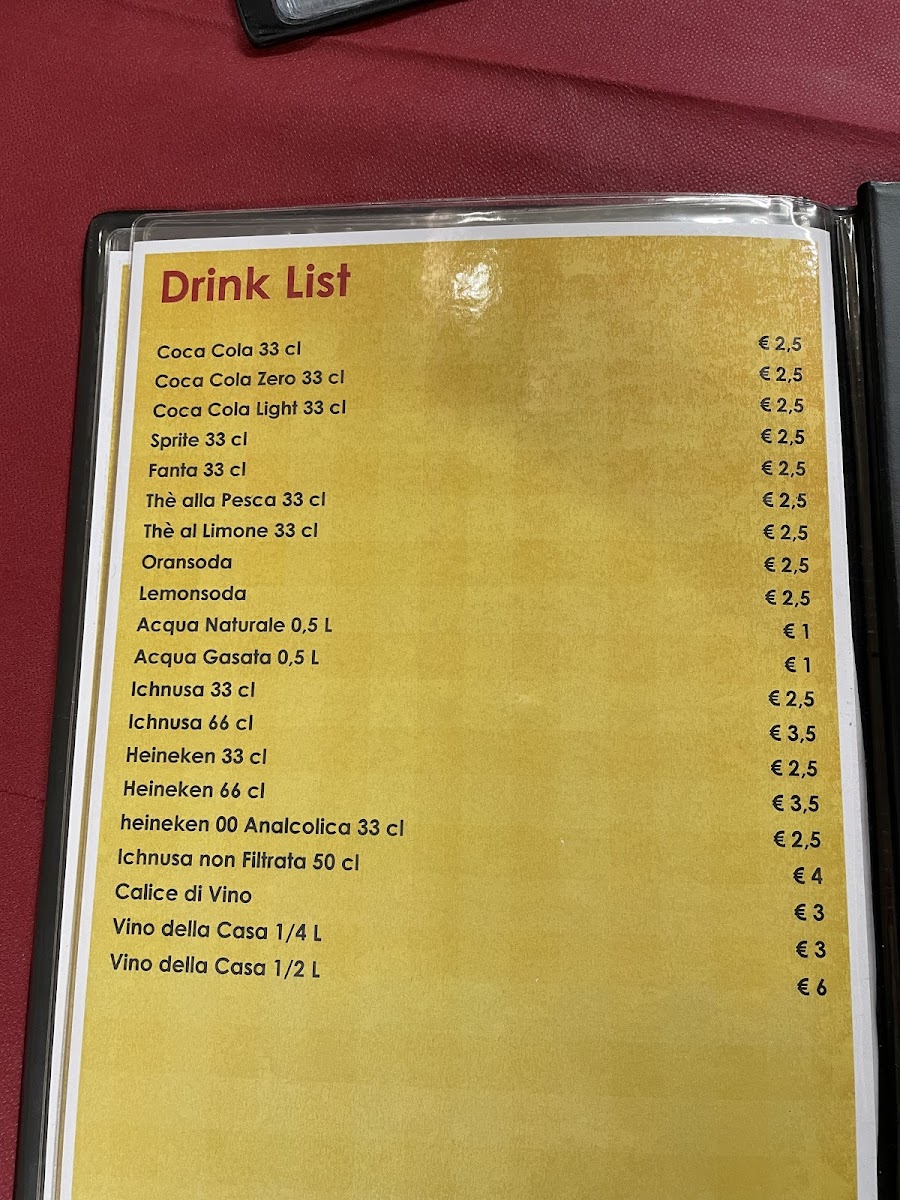 Drink List
Coca Cola 33 cl € 2,5
Coca Cola Zero 33 cl € 2,5
Coca Cola Light 33 cl € 2,5
Sprite 33 cl € 2,5
Fanta 33 cl € 2,5
Thè alla Pesca 33 cl € 2,5
Thè al Limone 33 cl € 2,5
Oransoda € 2,5
Lemonsoda € 2,5
Acqua Naturale 0,5 L € 1
Acqua Gasata 0,5 L € 1
Ichnusa 33 cl € 2,5
Ichnusa 66 cl € 3,5
Heineken 33 cl € 2,5
Heineken 66 cl € 3,5
heineken 00 Analcolica 33 cl € 2,5
Ichnusa non Filtrata 50 cl € 4
Calice di Vino € 3
Vino della Casa 1/4 L € 3
Vino della Casa 1/2 L € 6